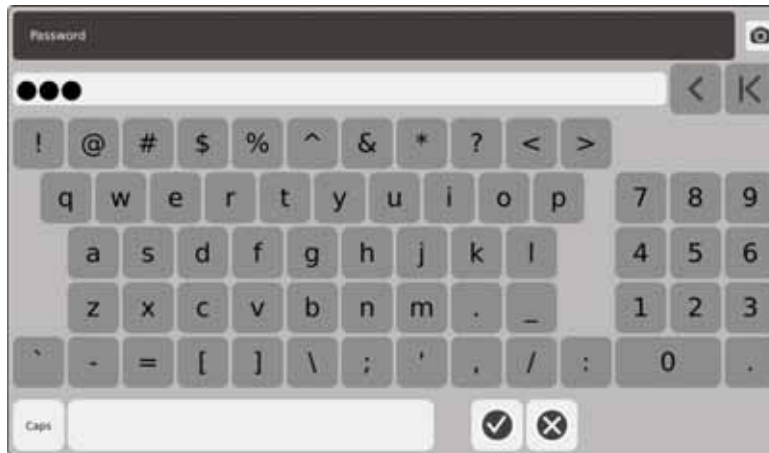 Password
●●●
! @ # $ % ^ & * ? < >
q w e r t y u i o p 7 8 9
a s d f g h j k l 4 5 6
z x c v b n m . _ 1 2 3
` - = [ ] \ ; ' , / : 0 .
Caps